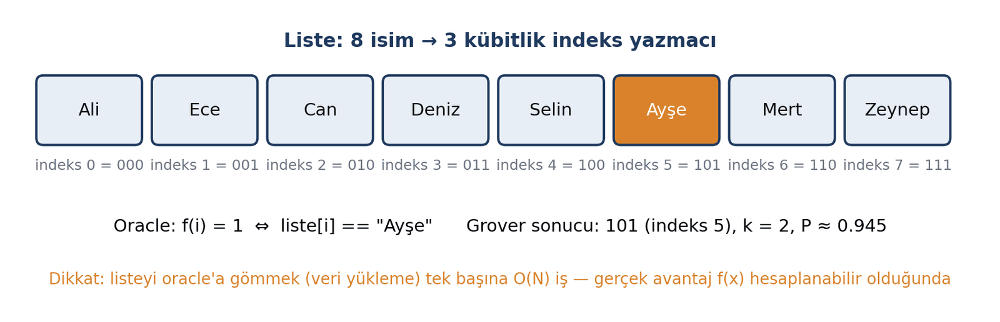 Liste: 8 isim → 3 kübitlik indeks yazmacı
Ali Ece Can Deniz Selin Ayşe Mert Zeynep
indeks 0 = 000 indeks 1 = 001 indeks 2 = 010 indeks 3 = 011 indeks 4 = 100 indeks 5 = 101 indeks 6 = 110 indeks 7 = 111
Oracle: f(i) = 1 ⇔ liste[i] == "Ayşe" Grover sonucu: 101 (indeks 5), k = 2, P ≈ 0.945
Dikkat: listeyi oracle'a gömmek (veri yükleme) tek başına O(N) iş — gerçek avantaj f(x) hesaplanabilir olduğunda